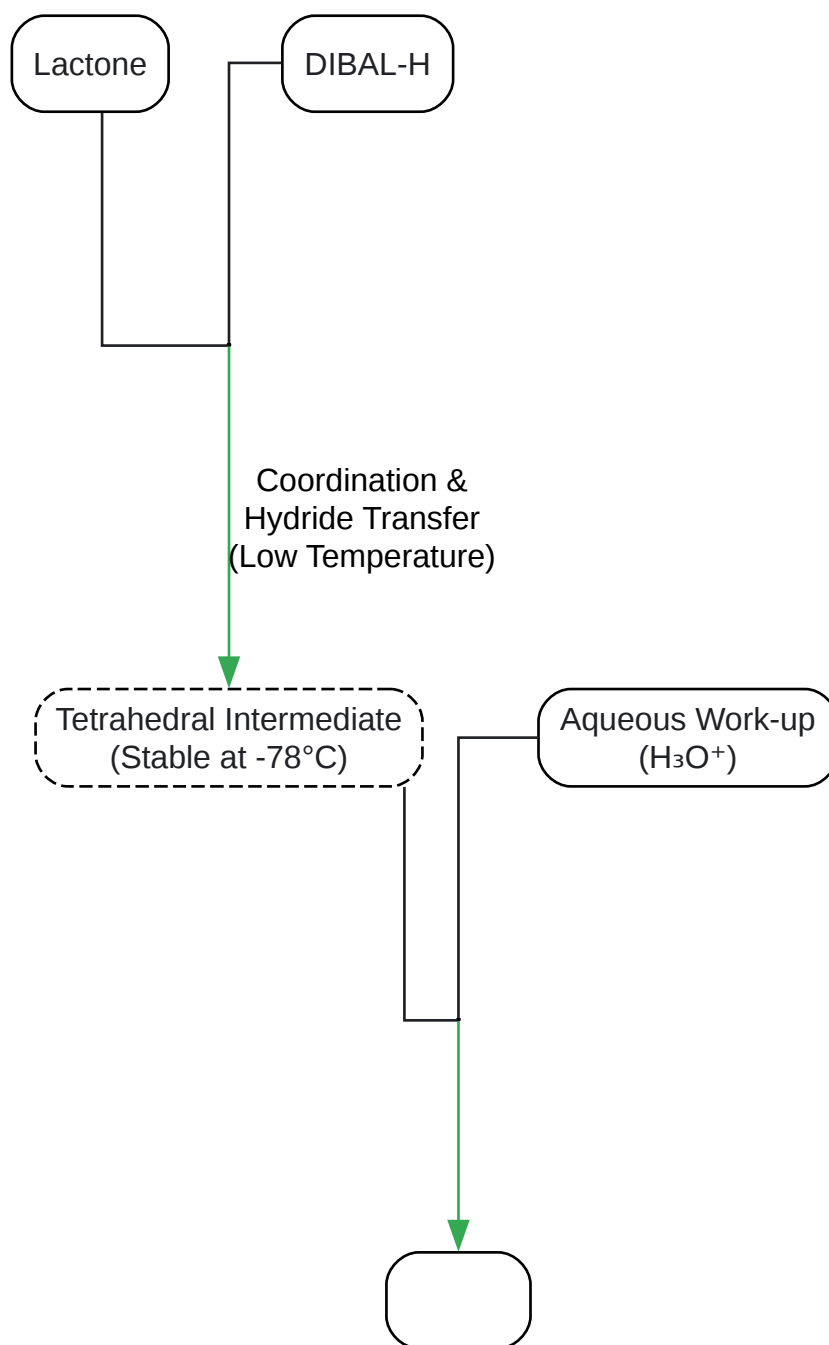 Lactone
DIBAL-H
Coordination &
Hydride Transfer
(Low Temperature)
Tetrahedral Intermediate
(Stable at -78°C)
Aqueous Work-up
(H₃O⁺)